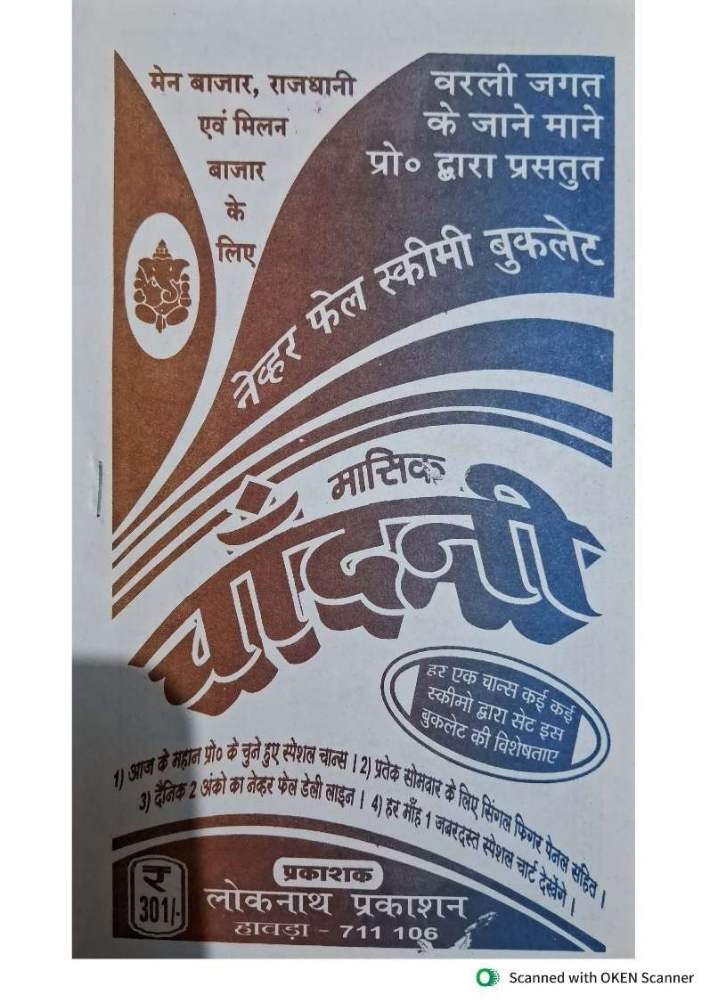 मेन बाजार, राजधानी
एवं मिलन
बाजार
के
लिए
वरली जगत
के जाने माने
प्रो० द्वारा प्रसतुत
नेव्हर फेल स्कीमी बुकलेट
मासिक
चाँदनी
हर एक चान्स कई कई
स्कीमो द्वारा सेट इस
बुकलेट की विशेषताए
1) आज के महान प्रो० के चुने हुए स्पेशल चान्स । 2) प्रतेक सोमवार के लिए सिंगल फिगर पेनल सहित ।
3) दैनिक 2 अंको का नेव्हर फेल डेली लाइन । 4) हर माँह 1 जबरदस्त स्पेशल चार्ट देखेंगे ।
₹
301/-
प्रकाशक
लोकनाथ प्रकाशन
हावड़ा - 711 106
Scanned with OKEN Scanner